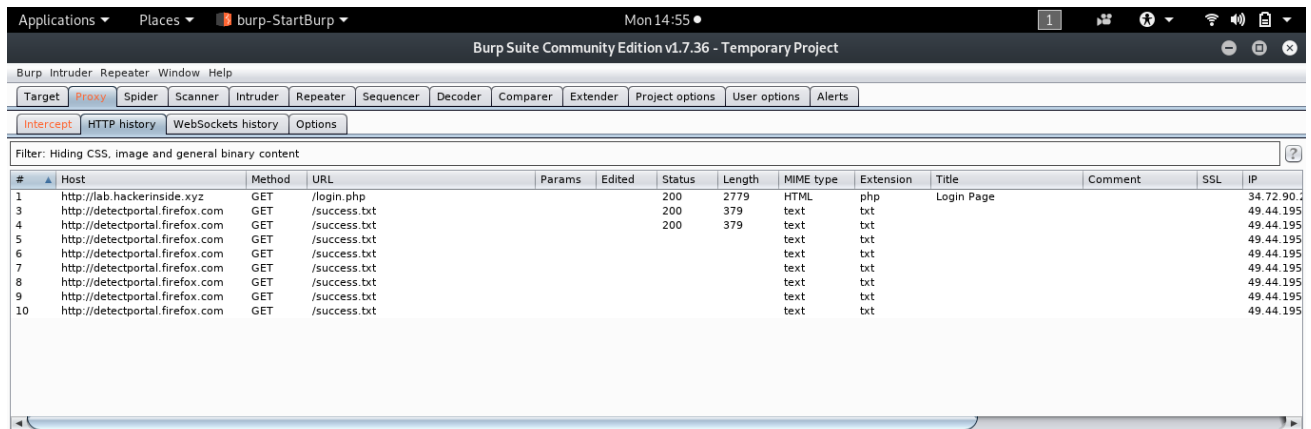 Applications ▾ Places ▾ burp-StartBurp ▾ Mon 14:55 ● 1
Burp Suite Community Edition v1.7.36 - Temporary Project
Burp Intruder Repeater Window Help
Target Proxy Spider Scanner Intruder Repeater Sequencer Decoder Comparer Extender Project options User options Alerts
Intercept HTTP history WebSockets history Options
Filter: Hiding CSS, image and general binary content ?
# ▲ Host Method URL Params Edited Status Length MIME type Extension Title Comment SSL IP
1 http://lab.hackerinside.xyz GET /login.php 200 2779 HTML php Login Page 34.72.90.
3 http://detectportal.firefox.com GET /success.txt 200 379 text txt 49.44.195
4 http://detectportal.firefox.com GET /success.txt 200 379 text txt 49.44.195
5 http://detectportal.firefox.com GET /success.txt text txt 49.44.195
6 http://detectportal.firefox.com GET /success.txt text txt 49.44.195
7 http://detectportal.firefox.com GET /success.txt text txt 49.44.195
8 http://detectportal.firefox.com GET /success.txt text txt 49.44.195
9 http://detectportal.firefox.com GET /success.txt text txt 49.44.195
10 http://detectportal.firefox.com GET /success.txt text txt 49.44.195